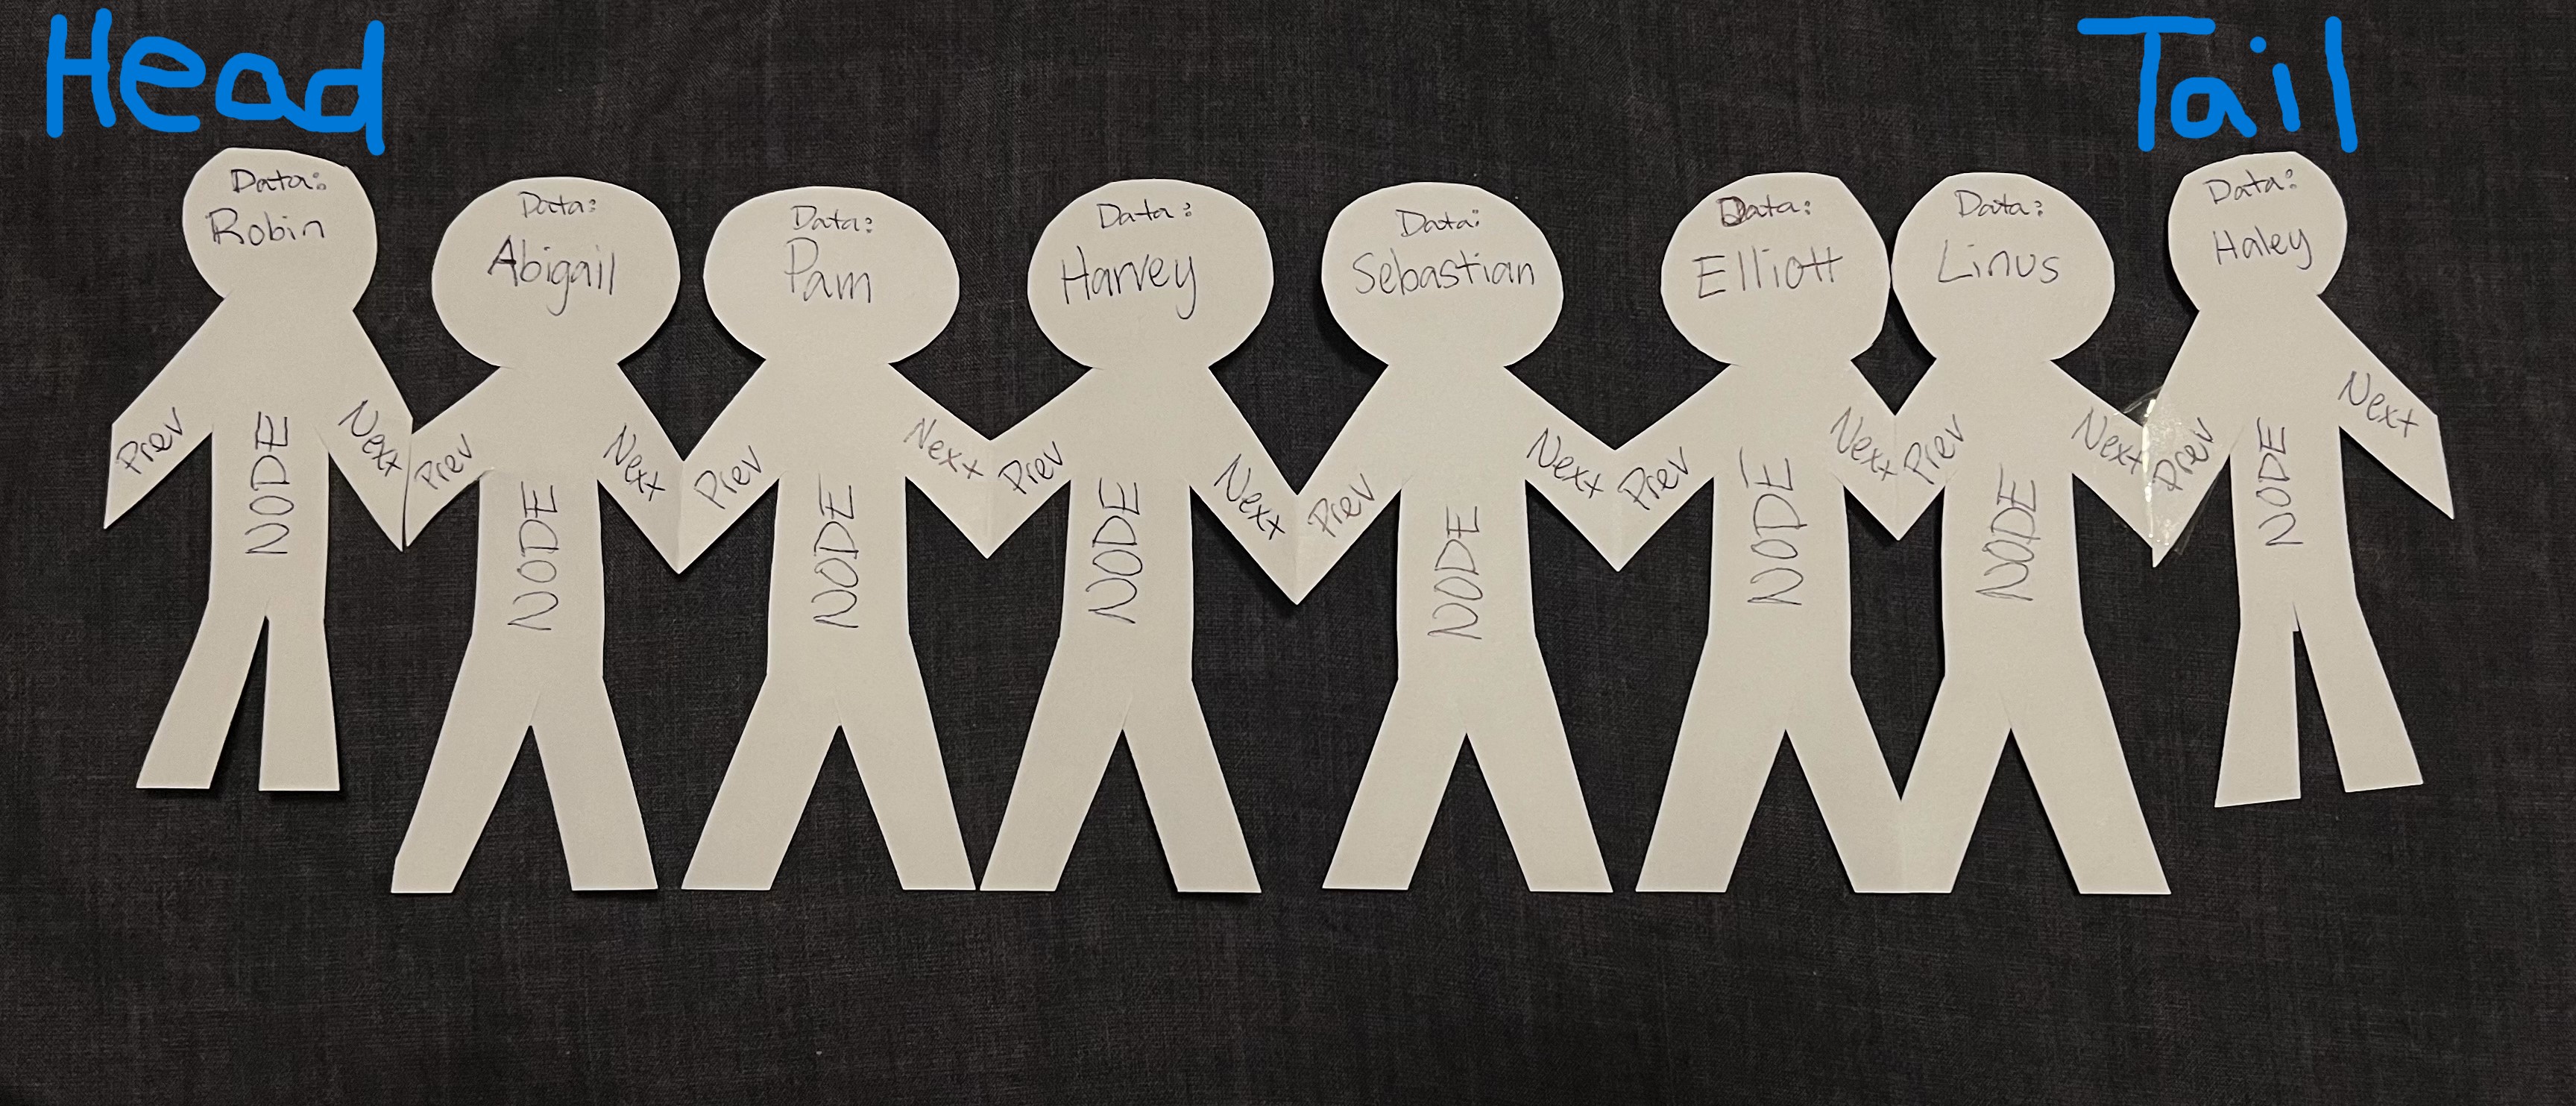 Head
Tail
Data:
Robin
Prev
NODE
Next
Data:
Abigail
Prev
NODE
Next
Data:
Pam
Prev
NODE
Next
Data:
Harvey
Prev
NODE
Next
Data:
Sebastian
Prev
NODE
Next
Data:
Elliott
Prev
NODE
Next
Data:
Linus
Prev
NODE
Next
Data:
Haley
Prev
NODE
Next